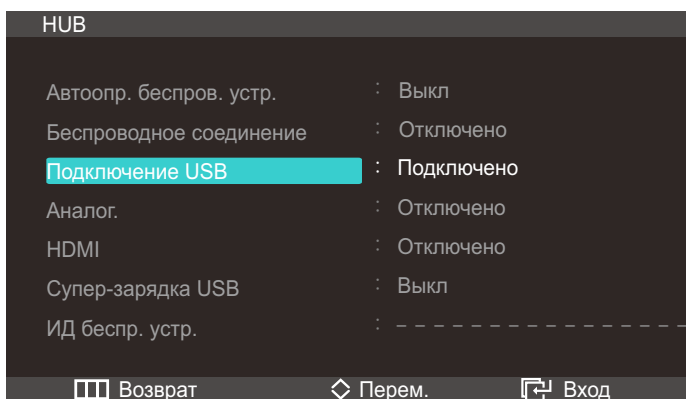 HUB
Автоопр. беспров. устр. : Выкл
Беспроводное соединение : Отключено
Подключение USB : Подключено
Аналог. : Отключено
HDMI : Отключено
Супер-зарядка USB : Выкл
ИД беспр. устр. : – – – – – – – – – – – – – – – –
Возврат Перем. Вход